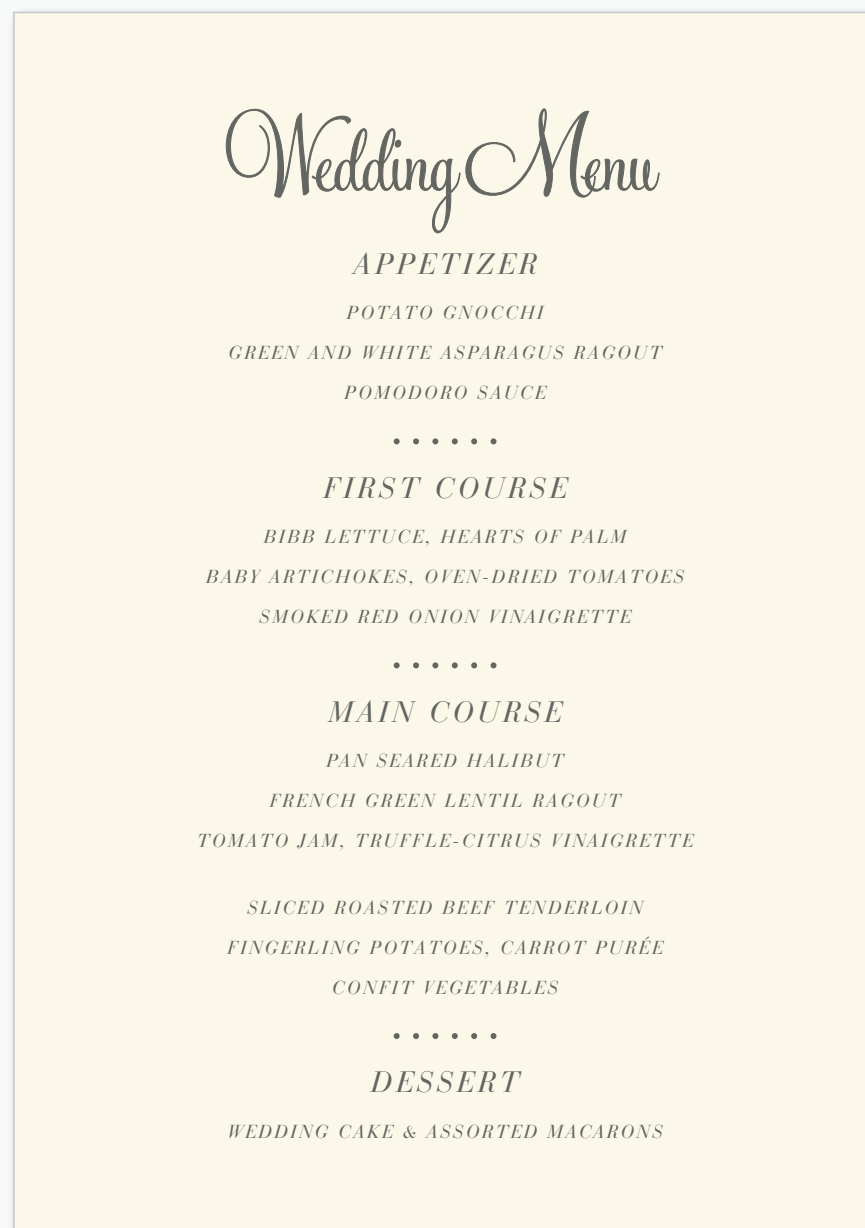 Wedding Menu
APPETIZER
POTATO GNOCCHI
GREEN AND WHITE ASPARAGUS RAGOUT
POMODORO SAUCE
••••••
FIRST COURSE
BIBB LETTUCE, HEARTS OF PALM
BABY ARTICHOKES, OVEN-DRIED TOMATOES
SMOKED RED ONION VINAIGRETTE
••••••
MAIN COURSE
PAN SEARED HALIBUT
FRENCH GREEN LENTIL RAGOUT
TOMATO JAM, TRUFFLE-CITRUS VINAIGRETTE
SLICED ROASTED BEEF TENDERLOIN
FINGERLING POTATOES, CARROT PURÉE
CONFIT VEGETABLES
••••••
DESSERT
WEDDING CAKE & ASSORTED MACARONS